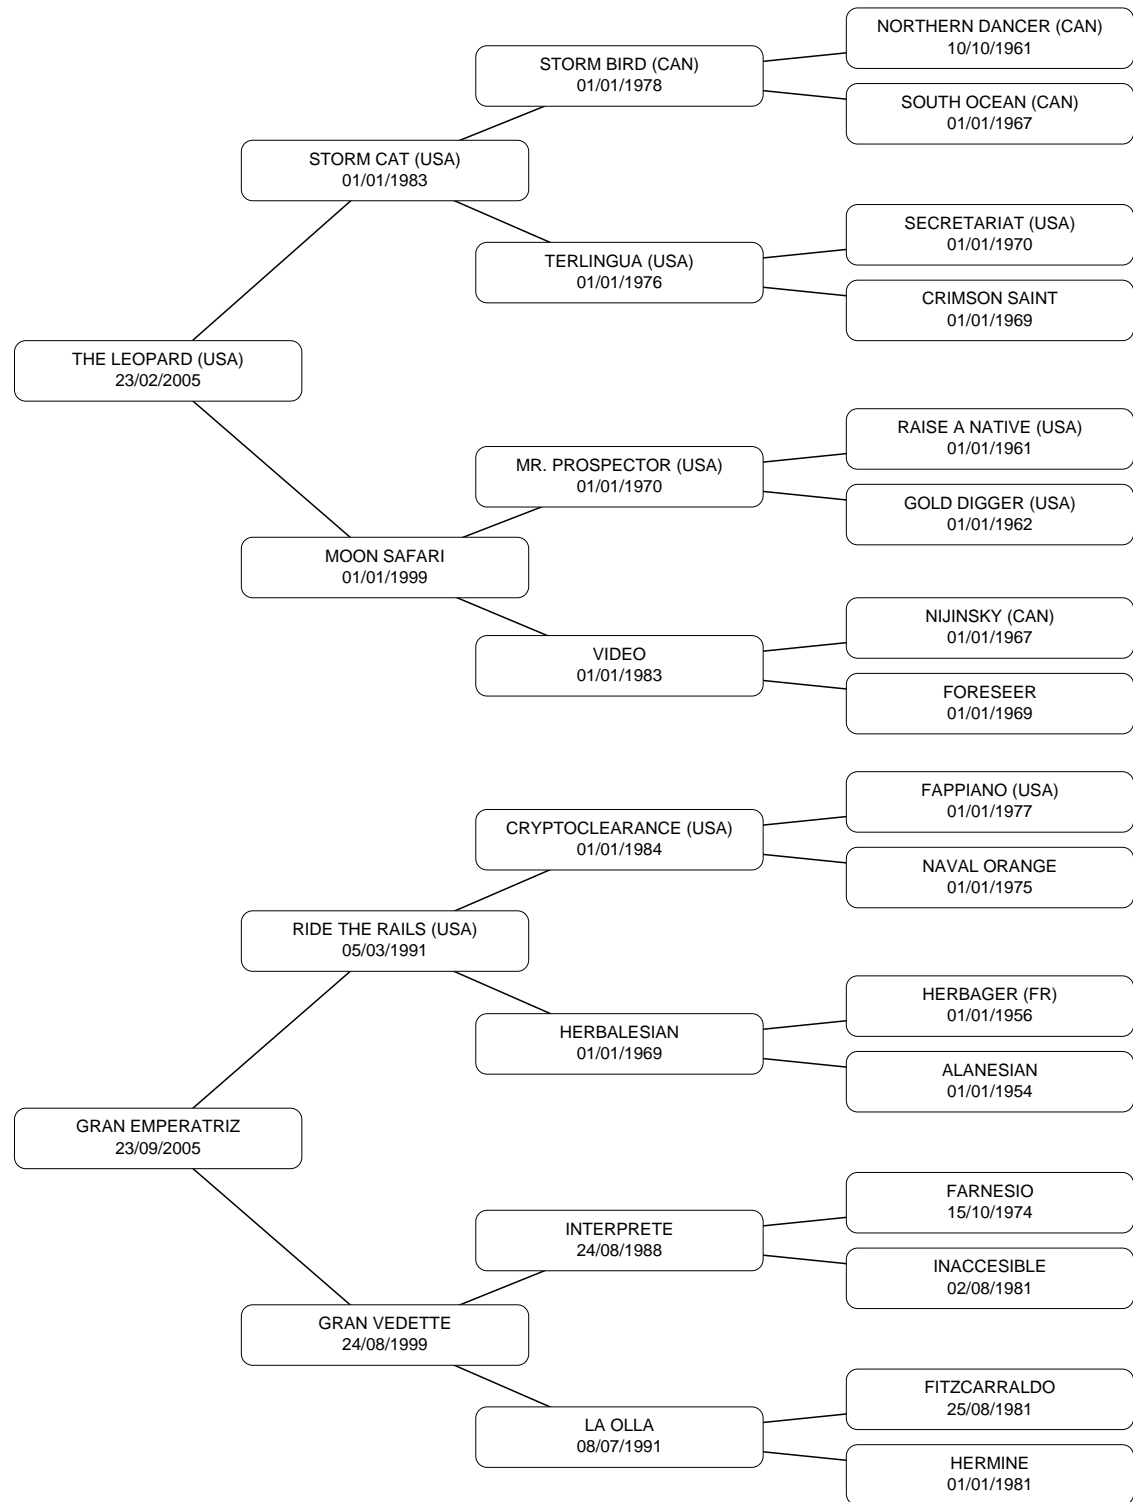 NORTHERN DANCER (CAN)
10/10/1961
STORM BIRD (CAN)
01/01/1978
SOUTH OCEAN (CAN)
01/01/1967
STORM CAT (USA)
01/01/1983
SECRETARIAT (USA)
01/01/1970
TERLINGUA (USA)
01/01/1976
CRIMSON SAINT
01/01/1969
THE LEOPARD (USA)
23/02/2005
RAISE A NATIVE (USA)
01/01/1961
MR. PROSPECTOR (USA)
01/01/1970
GOLD DIGGER (USA)
01/01/1962
MOON SAFARI
01/01/1999
NIJINSKY (CAN)
01/01/1967
VIDEO
01/01/1983
FORESEER
01/01/1969
FAPPIANO (USA)
01/01/1977
CRYPTOCLEARANCE (USA)
01/01/1984
NAVAL ORANGE
01/01/1975
RIDE THE RAILS (USA)
05/03/1991
HERBAGER (FR)
01/01/1956
HERBALESIAN
01/01/1969
ALANESIAN
01/01/1954
GRAN EMPERATRIZ
23/09/2005
FARNESIO
15/10/1974
INTERPRETE
24/08/1988
INACCESIBLE
02/08/1981
GRAN VEDETTE
24/08/1999
FITZCARRALDO
25/08/1981
LA OLLA
08/07/1991
HERMINE
01/01/1981